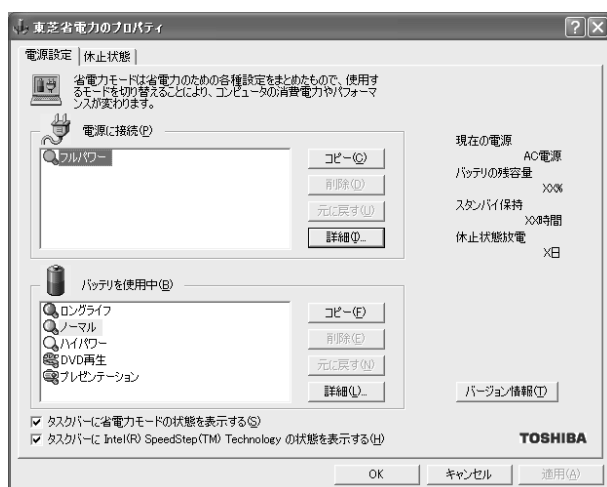 東芝省電力のプロパティ
電源設定
休止状態
省電力モードは省電力のための各種設定をまとめたもので、使用す
るモードを切り替えることにより、コンピュータの消費電力やパフォーマ
ンスが変わります。
電源に接続(P)
フルパワー
コピー(C)
削除(D)
元に戻す(U)
詳細(I)...
現在の電源
AC電源
バッテリの残容量
XX%
スタンバイ保持
XX時間
休止状態放電
X日
バッテリを使用中(B)
ロングライフ
ノーマル
ハイパワー
DVD再生
プレゼンテーション
コピー(F)
削除(E)
元に戻す(N)
詳細(L)...
バージョン情報(T)
タスクバーに省電力モードの状態を表示する(S)
タスクバーに Intel(R) SpeedStep(TM) Technology の状態を表示する(H)
TOSHIBA
OK
キャンセル
適用(A)